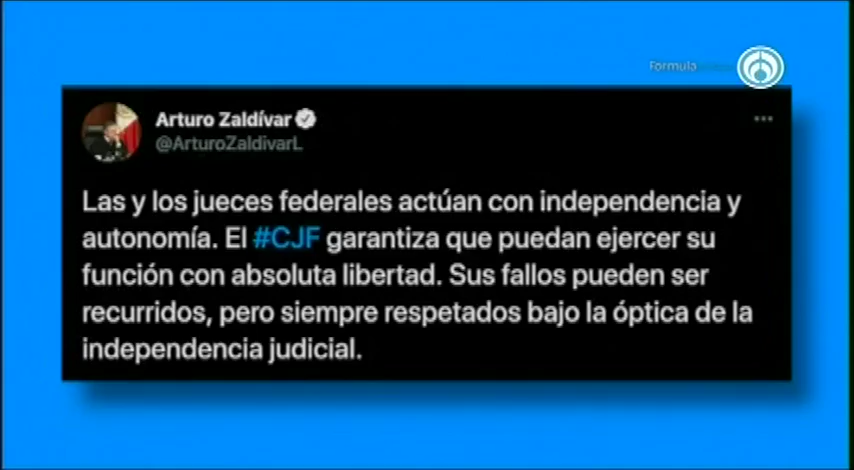 Formula
Arturo Zaldívar
@ArturoZaldivarL
Las y los jueces federales actúan con independencia y
autonomía. El #CJF garantiza que puedan ejercer su
función con absoluta libertad. Sus fallos pueden ser
recurridos, pero siempre respetados bajo la óptica de la
independencia judicial.